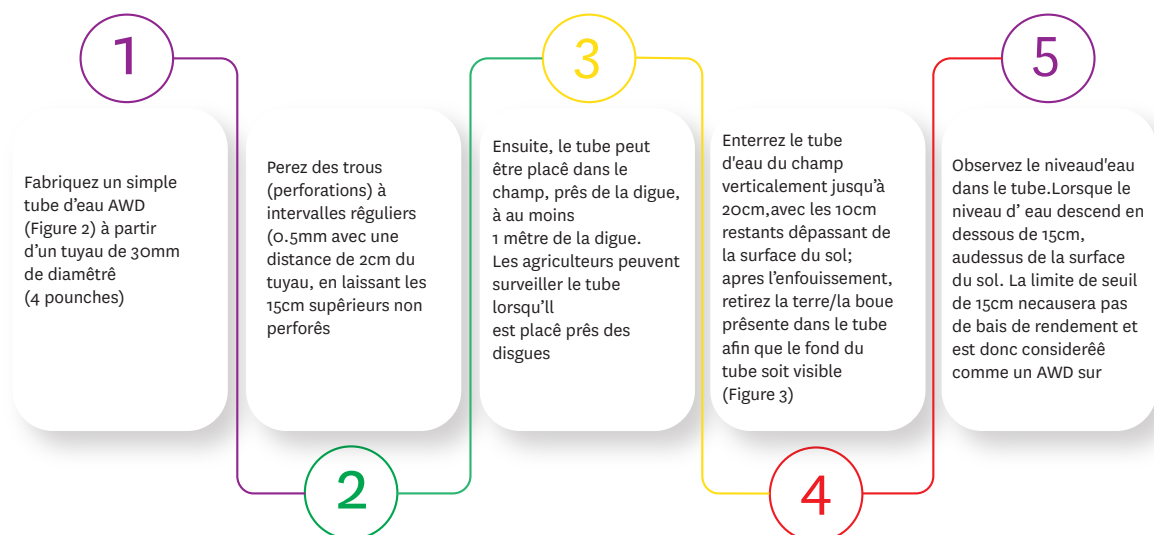 1
Fabriquez un simple
tube d'eau AWD
(Figure 2) à partir
d'un tuyau de 30mm
de diamêtrê
(4 pounches)
2
Perez des trous
(perforations) à
intervalles rêguliers
(0.5mm avec une
distance de 2cm du
tuyau, en laissant les
15cm supêrieurs non
perforês
3
Ensuite, le tube peut
être placê dans le
champ, prês de la digue,
à au moins
1 mêtre de la digue.
Les agriculteurs peuvent
surveiller le tube
lorsqu'll
est placê prês des
disgues
4
Enterrez le tube
d'eau du champ
verticalement jusqu'à
20cm,avec les 10cm
restants dêpassant de
la surface du sol;
apres l'enfouissement,
retirez la terre/la boue
prêsente dans le tube
afin que le fond du
tube soit visible
(Figure 3)
5
Observez le niveaud'eau
dans le tube.Lorsque le
niveau d' eau descend en
dessous de 15cm,
audessus de la surface
du sol. La limite de seuil
de 15cm necausera pas
de bais de rendement et
est donc considerêê
comme un AWD sur